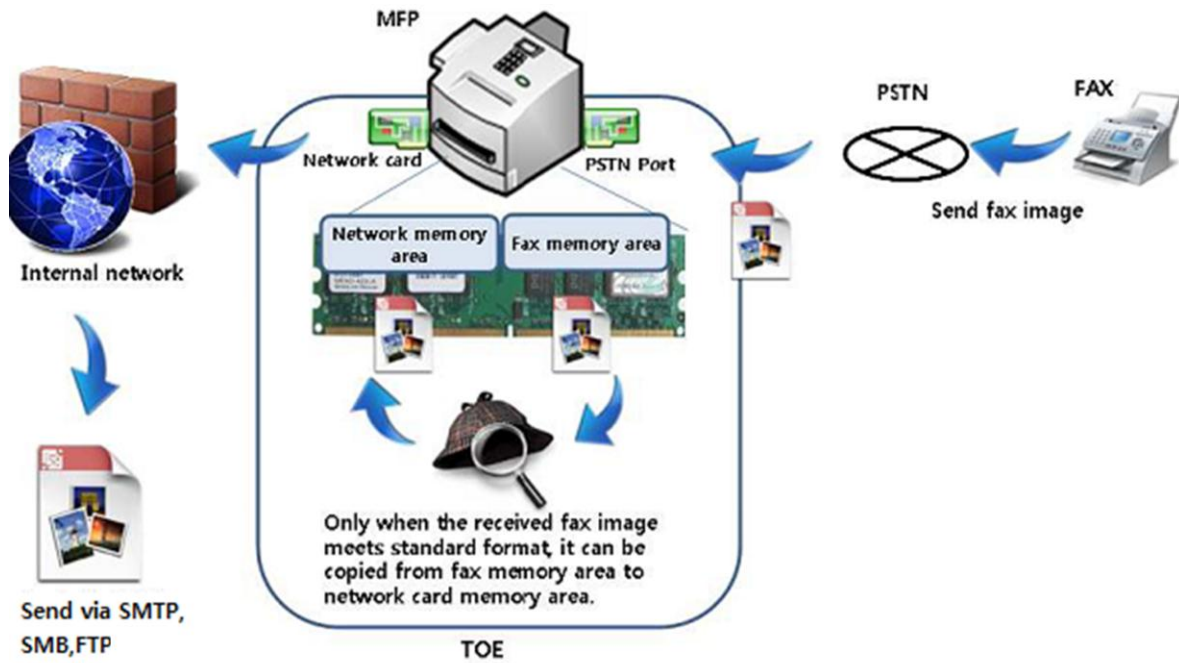 MFP
PSTN
FAX
Network card
PSTN Port
Send fax image
Network memory
area
Fax memory area
Internal network
Only when the received fax image
meets standard format, it can be
copied from fax memory area to
network card memory area.
Send via SMTP,
SMB,FTP
TOE